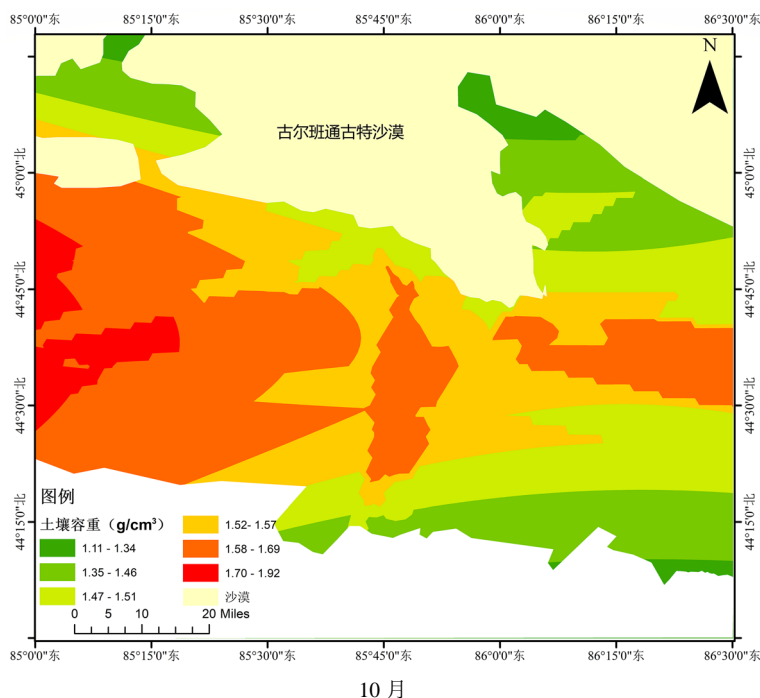 85°0'0"东 85°15'0"东 85°30'0"东 85°45'0"东 86°0'0"东 86°15'0"东 86°30'0"东
N
古尔班通古特沙漠
45°0'0"北 45°0'0"北
44°45'0"北 44°45'0"北
44°30'0"北 44°30'0"北
44°15'0"北 44°15'0"北
图例
土壤容重（g/cm³）
1.11 - 1.34
1.35 - 1.46
1.47 - 1.51
1.52- 1.57
1.58 - 1.69
1.70 - 1.92
沙漠
0 5 10 20 Miles
85°0'0"东 85°15'0"东 85°30'0"东 85°45'0"东 86°0'0"东 86°15'0"东 86°30'0"东
10 月